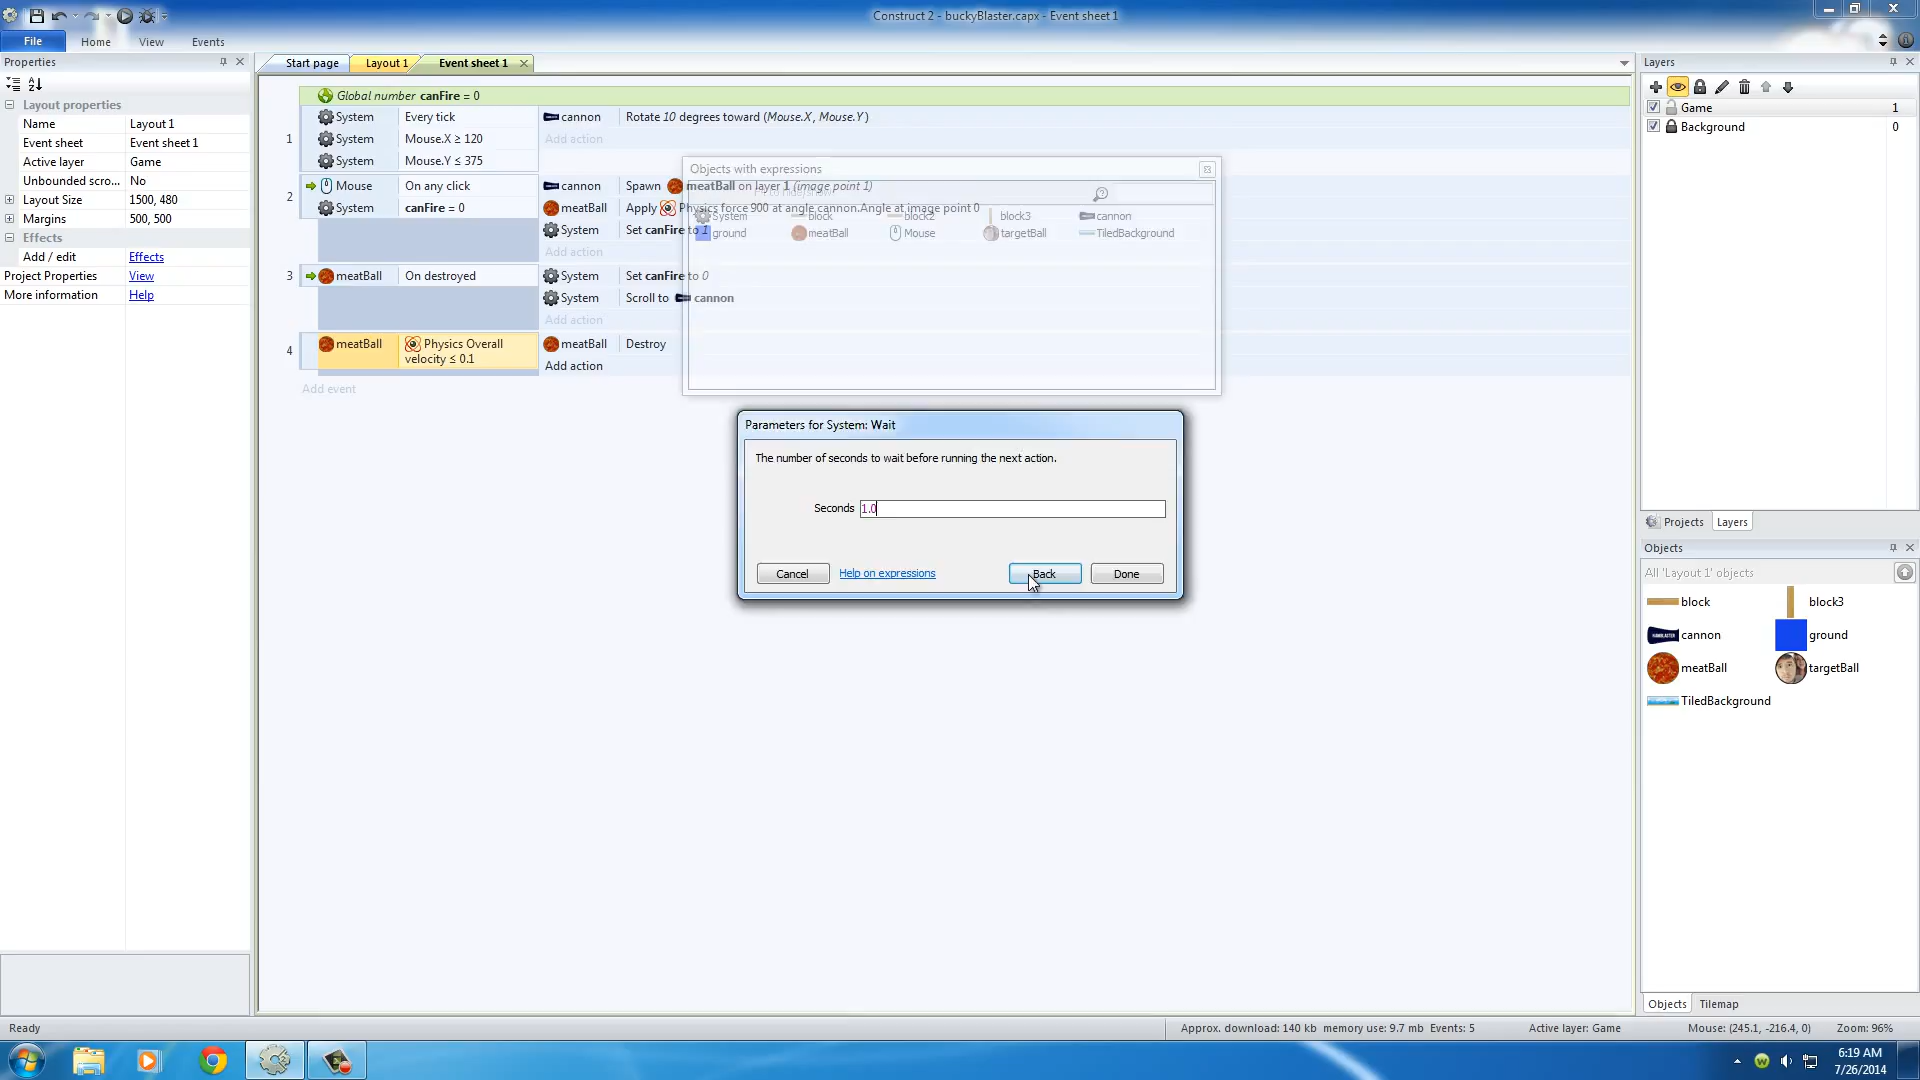 Construct 2 - buckyBlaster.capx - Event sheet 1
File Home View Events
Properties
Layout properties
Name Layout 1
Event sheet Event sheet 1
Active layer Game
Unbounded scro... No
Layout Size 1500, 480
Margins 500, 500
Effects
Add / edit Effects
Project Properties View
More information Help
Start page Layout 1 Event sheet 1
Global number canFire = 0
1
System Every tick cannon Rotate 10 degrees toward (Mouse.X, Mouse.Y)
System Mouse.X ≥ 120 Add action
System Mouse.Y ≤ 375
2
Mouse On any click cannon Spawn meatBall on layer 1 (image point 1)
System canFire = 0 meatBall Apply Physics force 900 at angle cannon.Angle at image point 0
System Set canFire to 1
Add action
3 meatBall On destroyed System Set canFire to 0
System Scroll to cannon
Add action
4 meatBall Physics Overall velocity ≤ 0.1 meatBall Destroy
Add action
Add event
Objects with expressions
System block block2 block3 cannon
ground meatBall Mouse targetBall TiledBackground
Parameters for System: Wait
The number of seconds to wait before running the next action.
Seconds 1.0
Cancel Help on expressions Back Done
Layers
Game 1
Background 0
Projects Layers
Objects
All 'Layout 1' objects
block block3
cannon ground
meatBall targetBall
TiledBackground
Objects Tilemap
Ready Approx. download: 140 kb memory use: 9.7 mb Events: 5 Active layer: Game Mouse: (245.1, -216.4, 0) Zoom: 96%
6:19 AM
7/26/2014